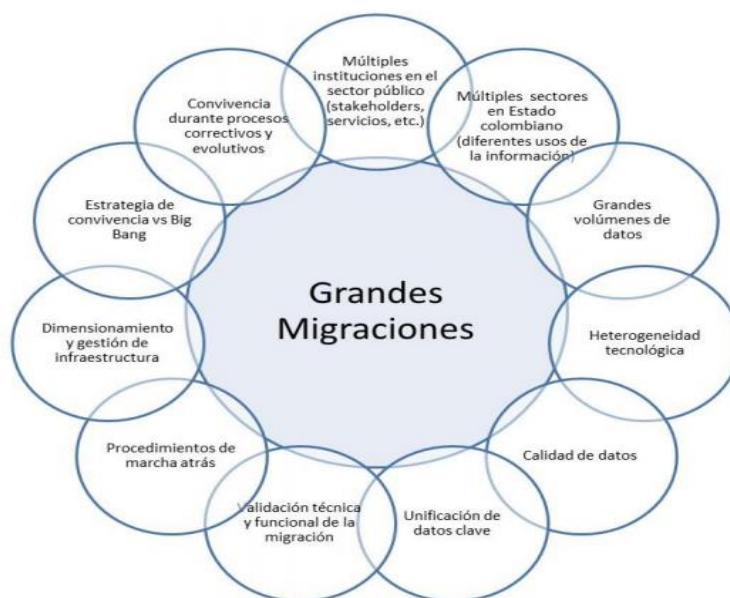 Múltiples
instituciones en el
sector público
(stakeholders,
servicios, etc.)
Múltiples sectores
en Estado
colombiano
(diferentes usos de
la información)
Grandes
volúmenes de
datos
Heterogeneidad
tecnológica
Calidad de datos
Unificación de
datos clave
Validación técnica
y funcional de la
migración
Procedimientos de
marcha atrás
Dimensionamiento
y gestión de
infraestructura
Estrategia de
convivencia vs Big
Bang
Convivencia
durante procesos
correctivos y
evolutivos
Grandes
Migraciones